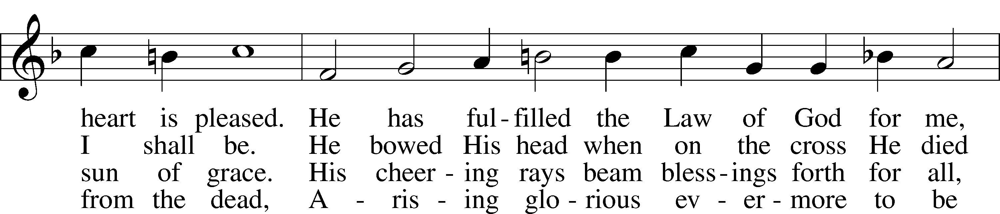 heart is pleased. He has ful - filled the Law of God for me,
I shall be. He bowed His head when on the cross He died
sun of grace. His cheer - ing rays beam bless - ings forth for all,
from the dead, A - ris - ing glo - rious ev - er - more to be